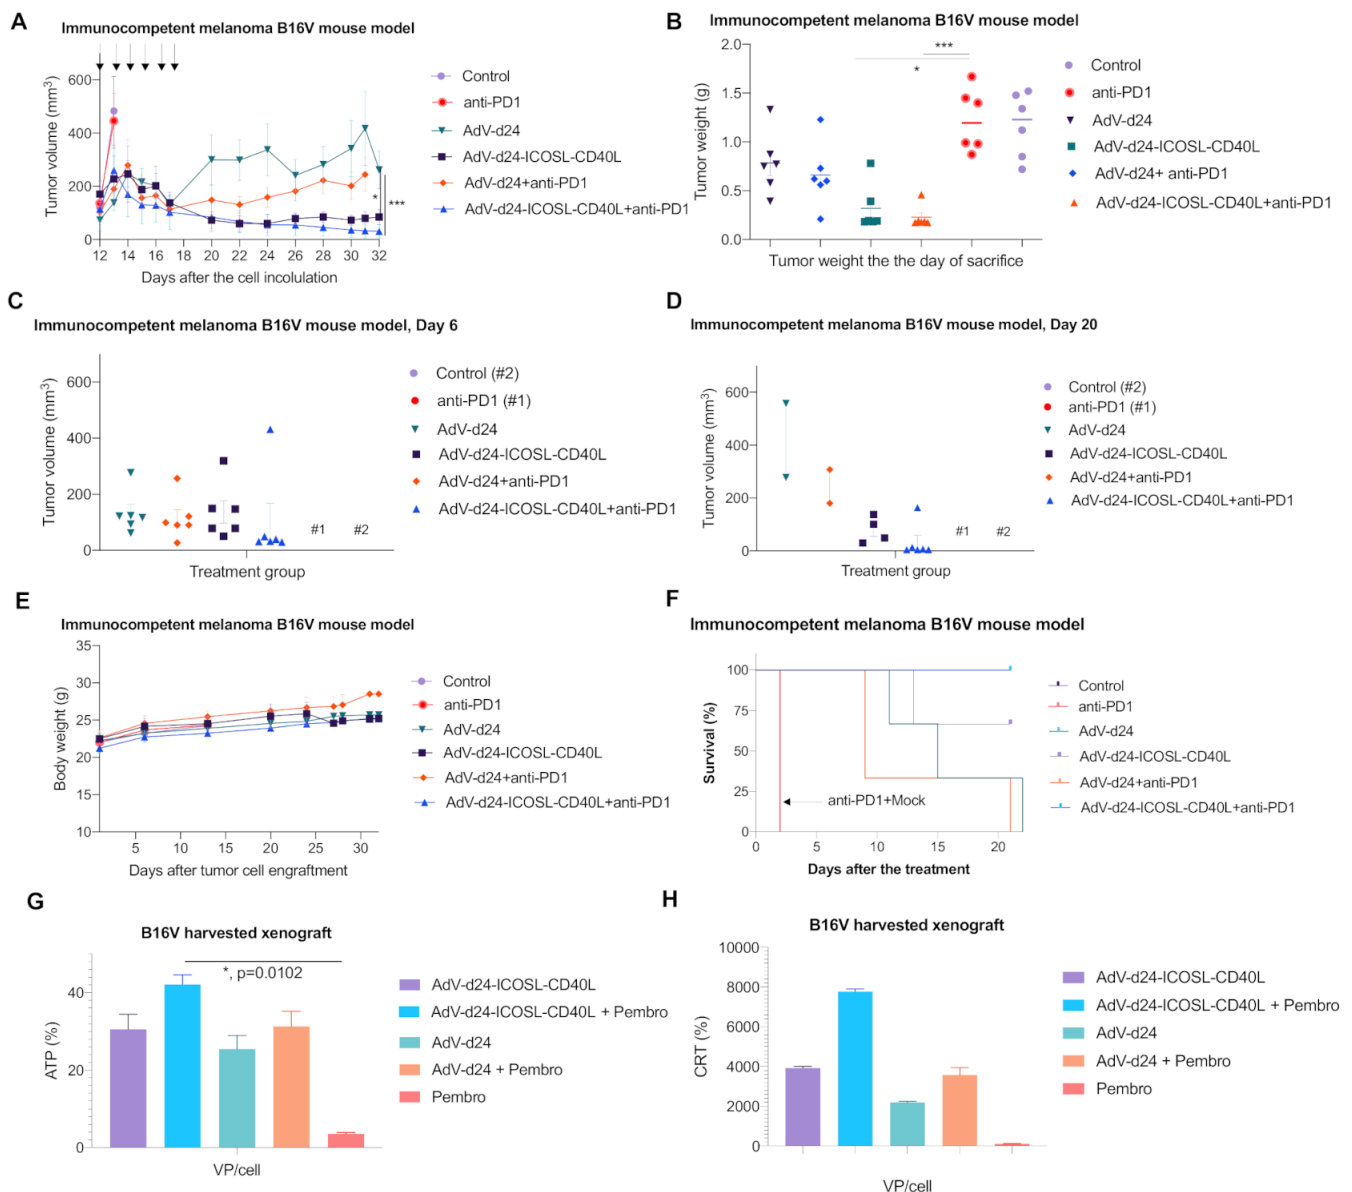 A
Immunocompetent melanoma B16V mouse model
Tumor volume (mm³)
600
400
200
0
12 14 16 18 20 22 24 26 28 30 32
Days after the cell incolulation
*
***
Control
anti-PD1
AdV-d24
AdV-d24-ICOSL-CD40L
AdV-d24+anti-PD1
AdV-d24-ICOSL-CD40L+anti-PD1
B
Immunocompetent melanoma B16V mouse model
Tumor weight (g)
2.0
1.5
1.0
0.5
0.0
***
*
Tumor weight the the day of sacrifice
Control
anti-PD1
AdV-d24
AdV-d24-ICOSL-CD40L
AdV-d24+ anti-PD1
AdV-d24-ICOSL-CD40L+anti-PD1
C
Immunocompetent melanoma B16V mouse model, Day 6
Tumor volume (mm³)
600
400
200
0
#1 #2
Treatment group
Control (#2)
anti-PD1 (#1)
AdV-d24
AdV-d24-ICOSL-CD40L
AdV-d24+anti-PD1
AdV-d24-ICOSL-CD40L+anti-PD1
D
Immunocompetent melanoma B16V mouse model, Day 20
Tumor volume (mm³)
600
400
200
0
#1 #2
Treatment group
Control (#2)
anti-PD1 (#1)
AdV-d24
AdV-d24-ICOSL-CD40L
AdV-d24+anti-PD1
AdV-d24-ICOSL-CD40L+anti-PD1
E
Immunocompetent melanoma B16V mouse model
Body weight (g)
35
30
25
20
15
10
5 10 15 20 25 30
Days after tumor cell engraftment
Control
anti-PD1
AdV-d24
AdV-d24-ICOSL-CD40L
AdV-d24+anti-PD1
AdV-d24-ICOSL-CD40L+anti-PD1
F
Immunocompetent melanoma B16V mouse model
Survival (%)
100
75
50
25
0
anti-PD1+Mock
0 5 10 15 20
Days after the treatment
Control
anti-PD1
AdV-d24
AdV-d24-ICOSL-CD40L
AdV-d24+anti-PD1
AdV-d24-ICOSL-CD40L+anti-PD1
G
B16V harvested xenograft
ATP (%)
40
20
0
*, p=0.0102
VP/cell
AdV-d24-ICOSL-CD40L
AdV-d24-ICOSL-CD40L + Pembro
AdV-d24
AdV-d24 + Pembro
Pembro
H
B16V harvested xenograft
CRT (%)
10000
8000
6000
4000
2000
0
VP/cell
AdV-d24-ICOSL-CD40L
AdV-d24-ICOSL-CD40L + Pembro
AdV-d24
AdV-d24 + Pembro
Pembro